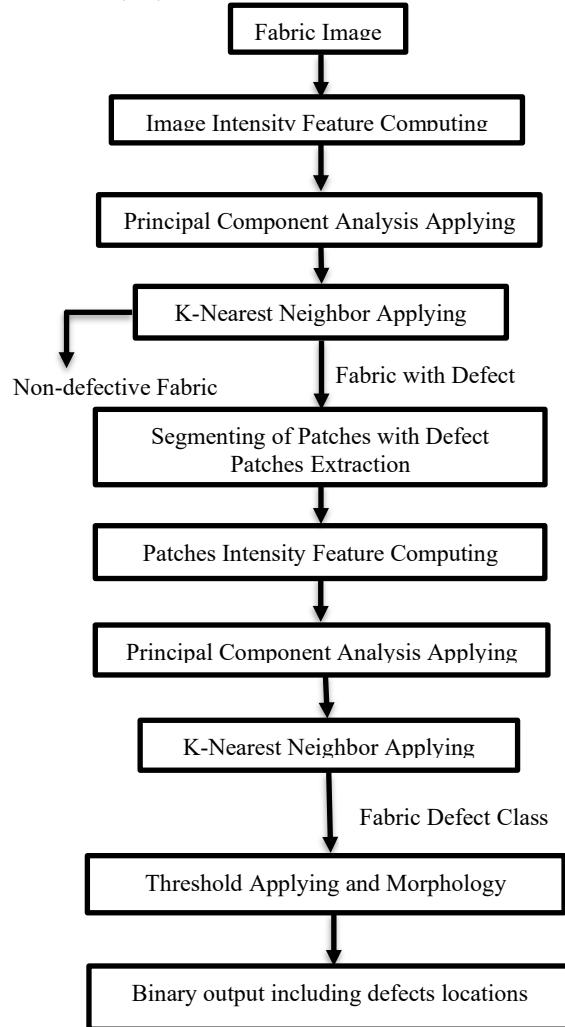 Fabric Image
Image Intensity Feature Computing
Principal Component Analysis Applying
K-Nearest Neighbor Applying
Non-defective Fabric
Fabric with Defect
Segmenting of Patches with Defect
Patches Extraction
Patches Intensity Feature Computing
Principal Component Analysis Applying
K-Nearest Neighbor Applying
Fabric Defect Class
Threshold Applying and Morphology
Binary output including defects locations